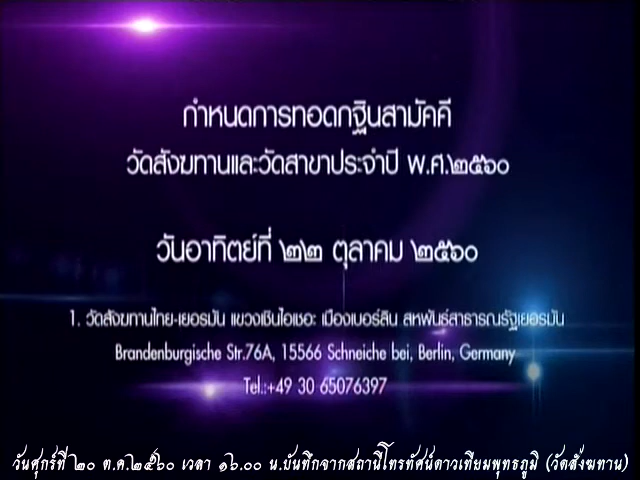 กำหนดการทอดกฐินสามัคคี
วัดสังฆทานและวัดสาขาประจำปี พ.ศ.๒๕๖๐
วันอาทิตย์ที่ ๒๒ ตุลาคม ๒๕๖๐
1. วัดสังฆทานไทย-เยอรมัน แขวงเชินไอเชอะ เมืองเบอร์ลิน สหพันธ์สาธารณรัฐเยอรมัน
Brandenburgische Str.76A, 15566 Schneiche bei, Berlin, Germany
Tel.:+49 30 65076397
วันศุกร์ที่ ๒๐ ต.ค.๒๕๖๐ เวลา ๑๖.๐๐ น.บันทึกจากสถานีโทรทัศน์ดาวเทียมพุทธภูมิ (วัดสังฆทาน)